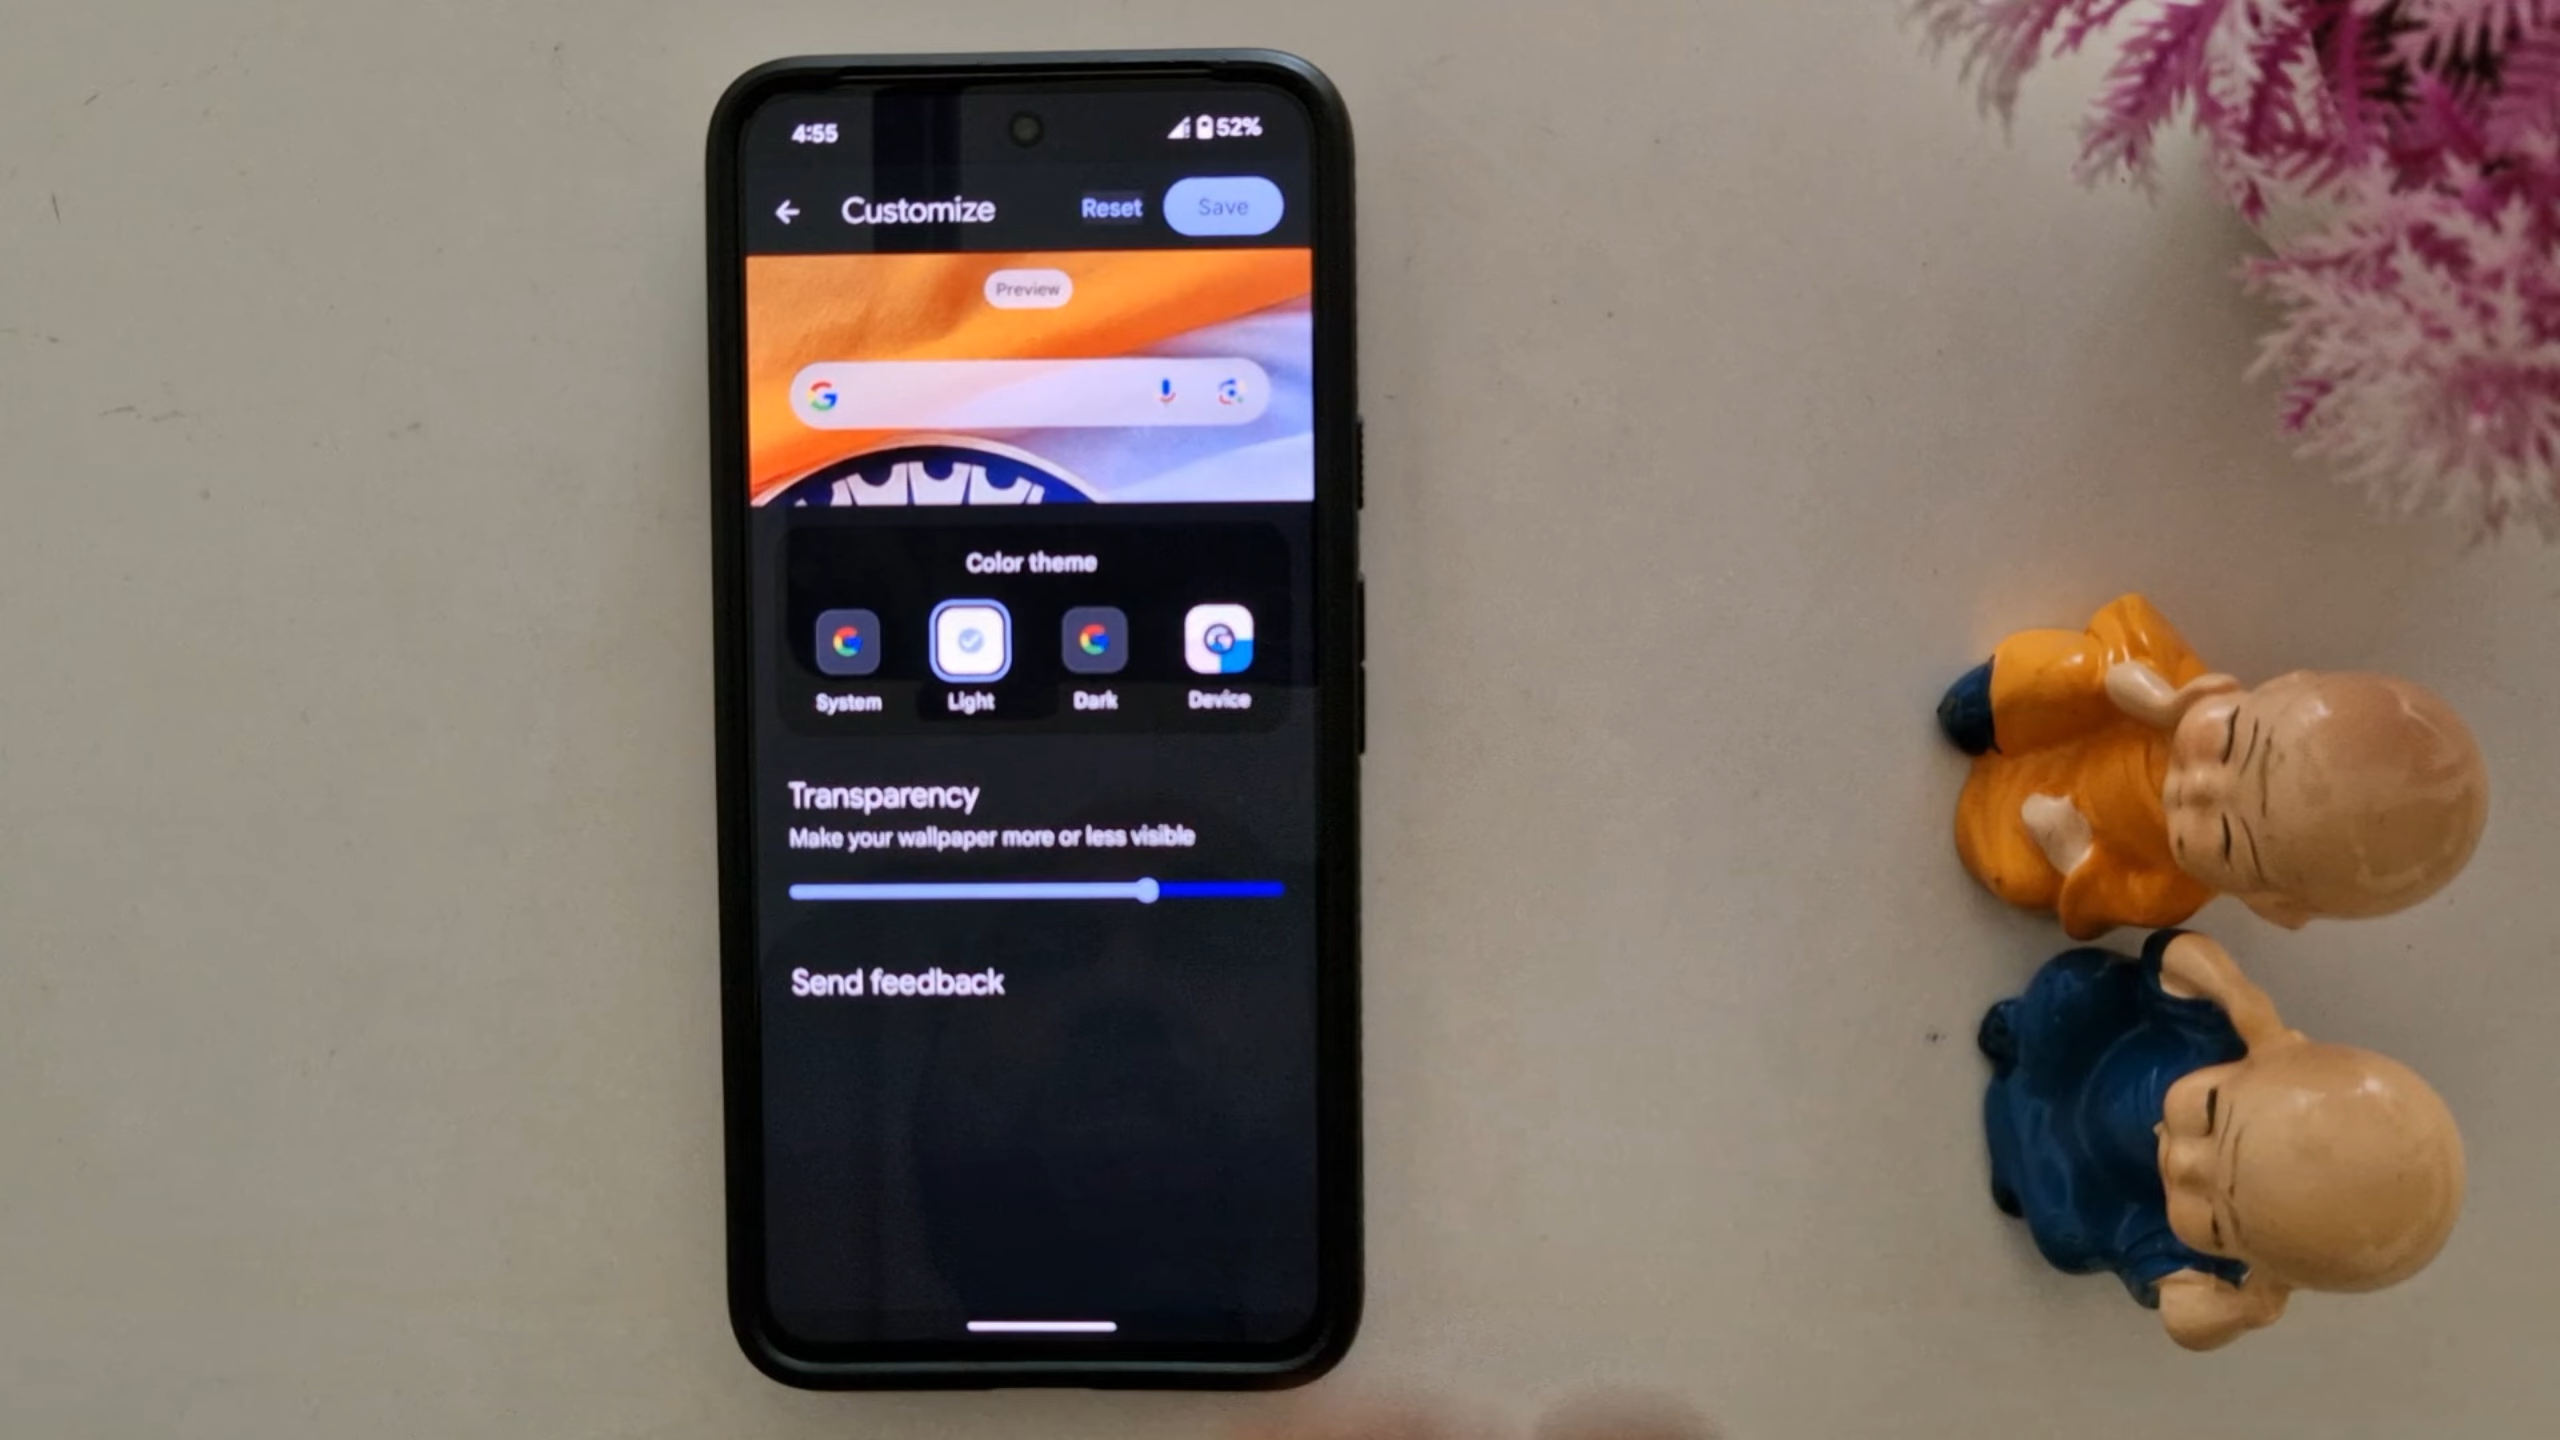 4:55 52%
Customize Reset Save
Preview
Color theme
System Light Dark Device
Transparency
Make your wallpaper more or less visible
Send feedback